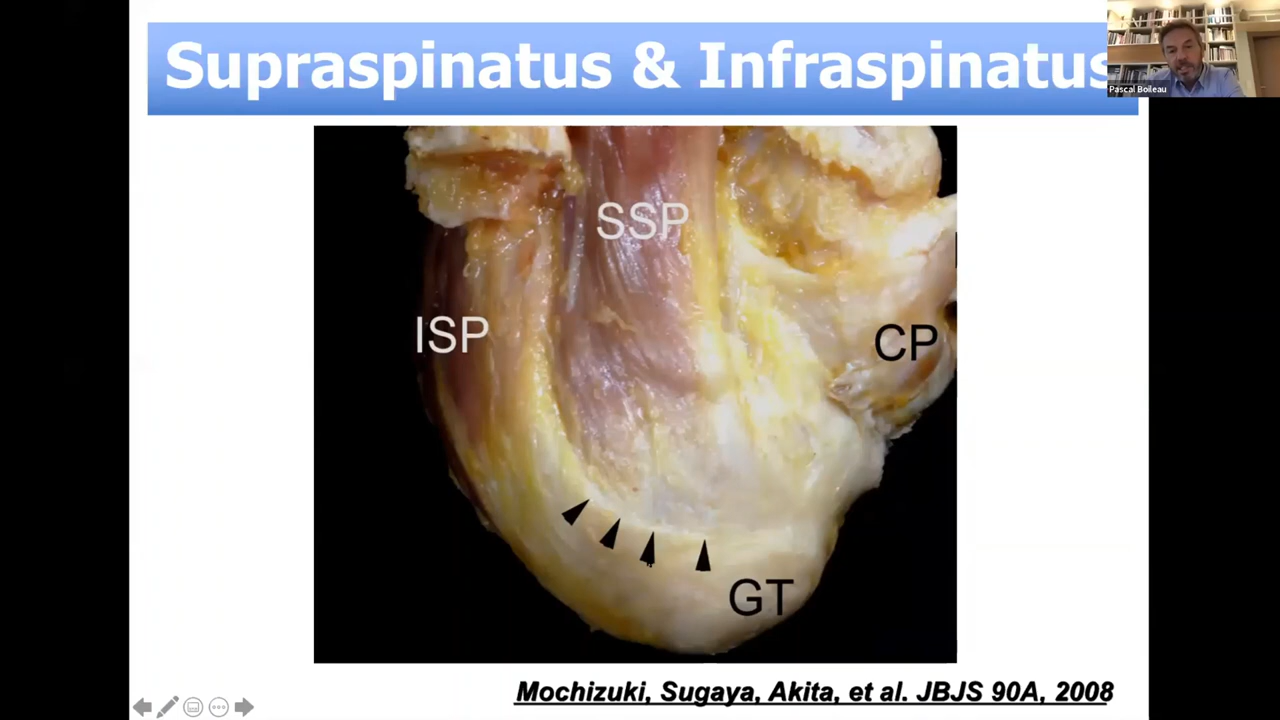 Supraspinatus & Infraspinatus
Pascal Boileau
SSP
ISP
CP
GT
Mochizuki, Sugaya, Akita, et al. JBJS 90A, 2008